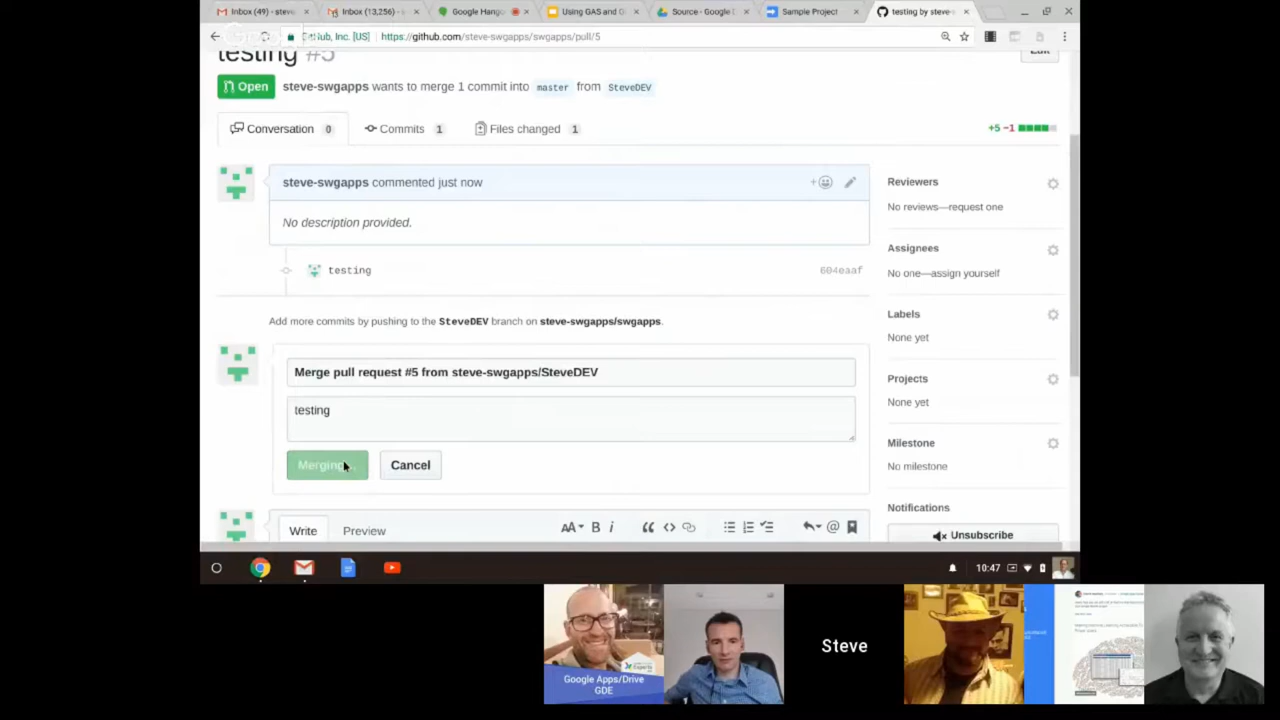 Inbox (49) - steve
Inbox (13,256) - s
Google Hango
Using GAS and G
Source - Google
Sample Project
testing by steve-
GitHub, Inc. [US]
https://github.com/steve-swgapps/swgapps/pull/5
testing #5
Edit
Open
steve-swgapps wants to merge 1 commit into master from SteveDEV
Conversation 0
Commits 1
Files changed 1
+5 −1
steve-swgapps commented just now
No description provided.
testing
604eaaf
Add more commits by pushing to the SteveDEV branch on steve-swgapps/swgapps.
Merge pull request #5 from steve-swgapps/SteveDEV
testing
Merging...
Cancel
Write
Preview
AA
B
i
@
Reviewers
No reviews—request one
Assignees
No one—assign yourself
Labels
None yet
Projects
None yet
Milestone
No milestone
Notifications
Unsubscribe
10:47
Experts
Google Apps/Drive
GDE
Steve